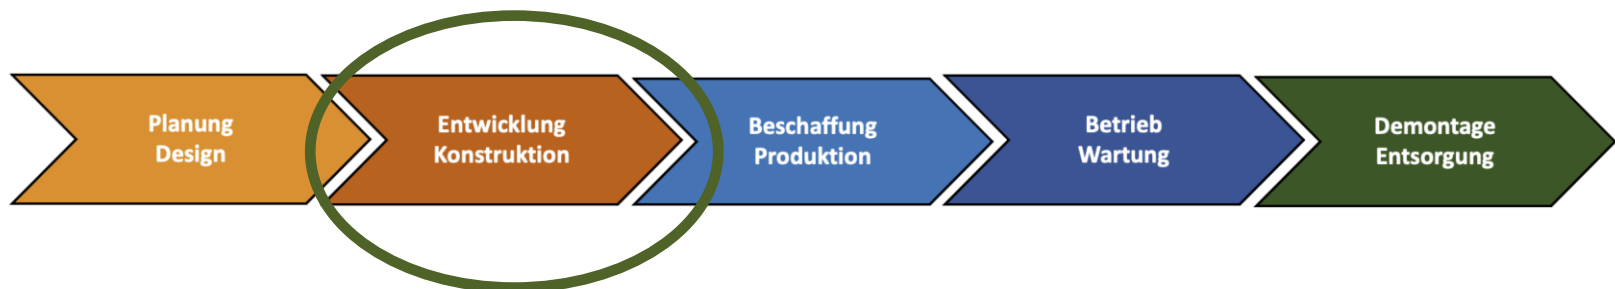 Planung
Design
Entwicklung
Konstruktion
Beschaffung
Produktion
Betrieb
Wartung
Demontage
Entsorgung